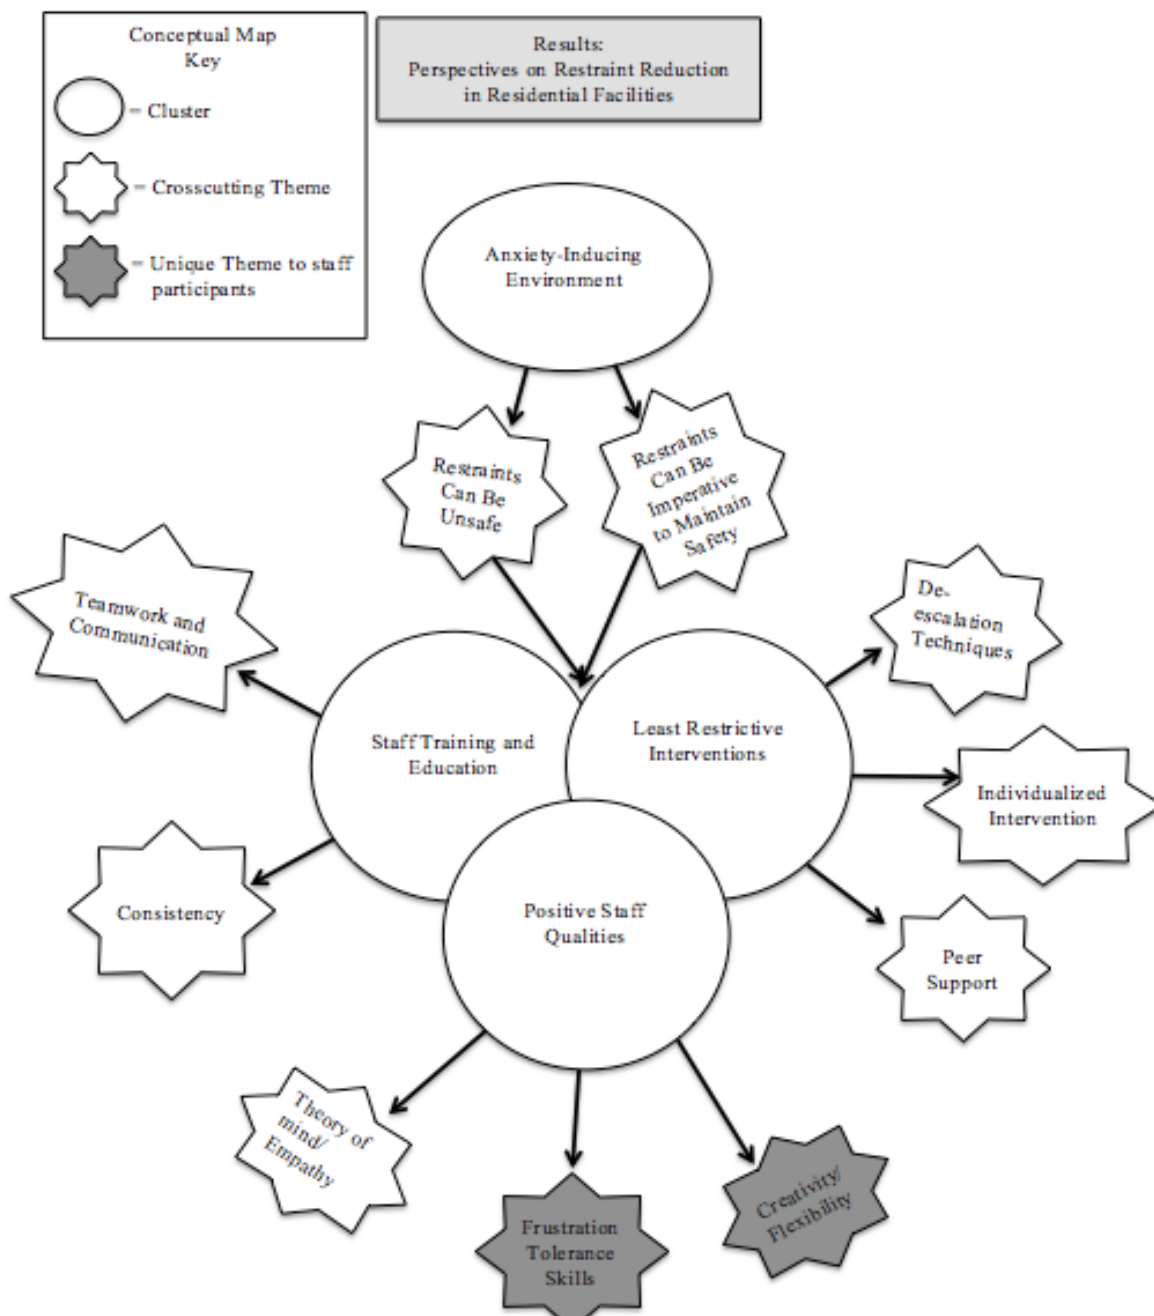 Conceptual Map
Key
= Cluster
= Crosscutting Theme
= Unique Theme to staff
participants
Results:
Perspectives on Restraint Reduction
in Residential Facilities
Anxiety-Inducing
Environment
Restraints
Can Be
Unsafe
Restraints
Can Be
Imperative
to Maintain
Safety
Teamwork and
Communication
De-
escalation
Techniques
Staff Training and
Education
Least Restrictive
Interventions
Individualized
Intervention
Consistency
Positive Staff
Qualities
Peer
Support
Theory of
mind/
Empathy
Frustration
Tolerance
Skills
Creativity/
Flexibility